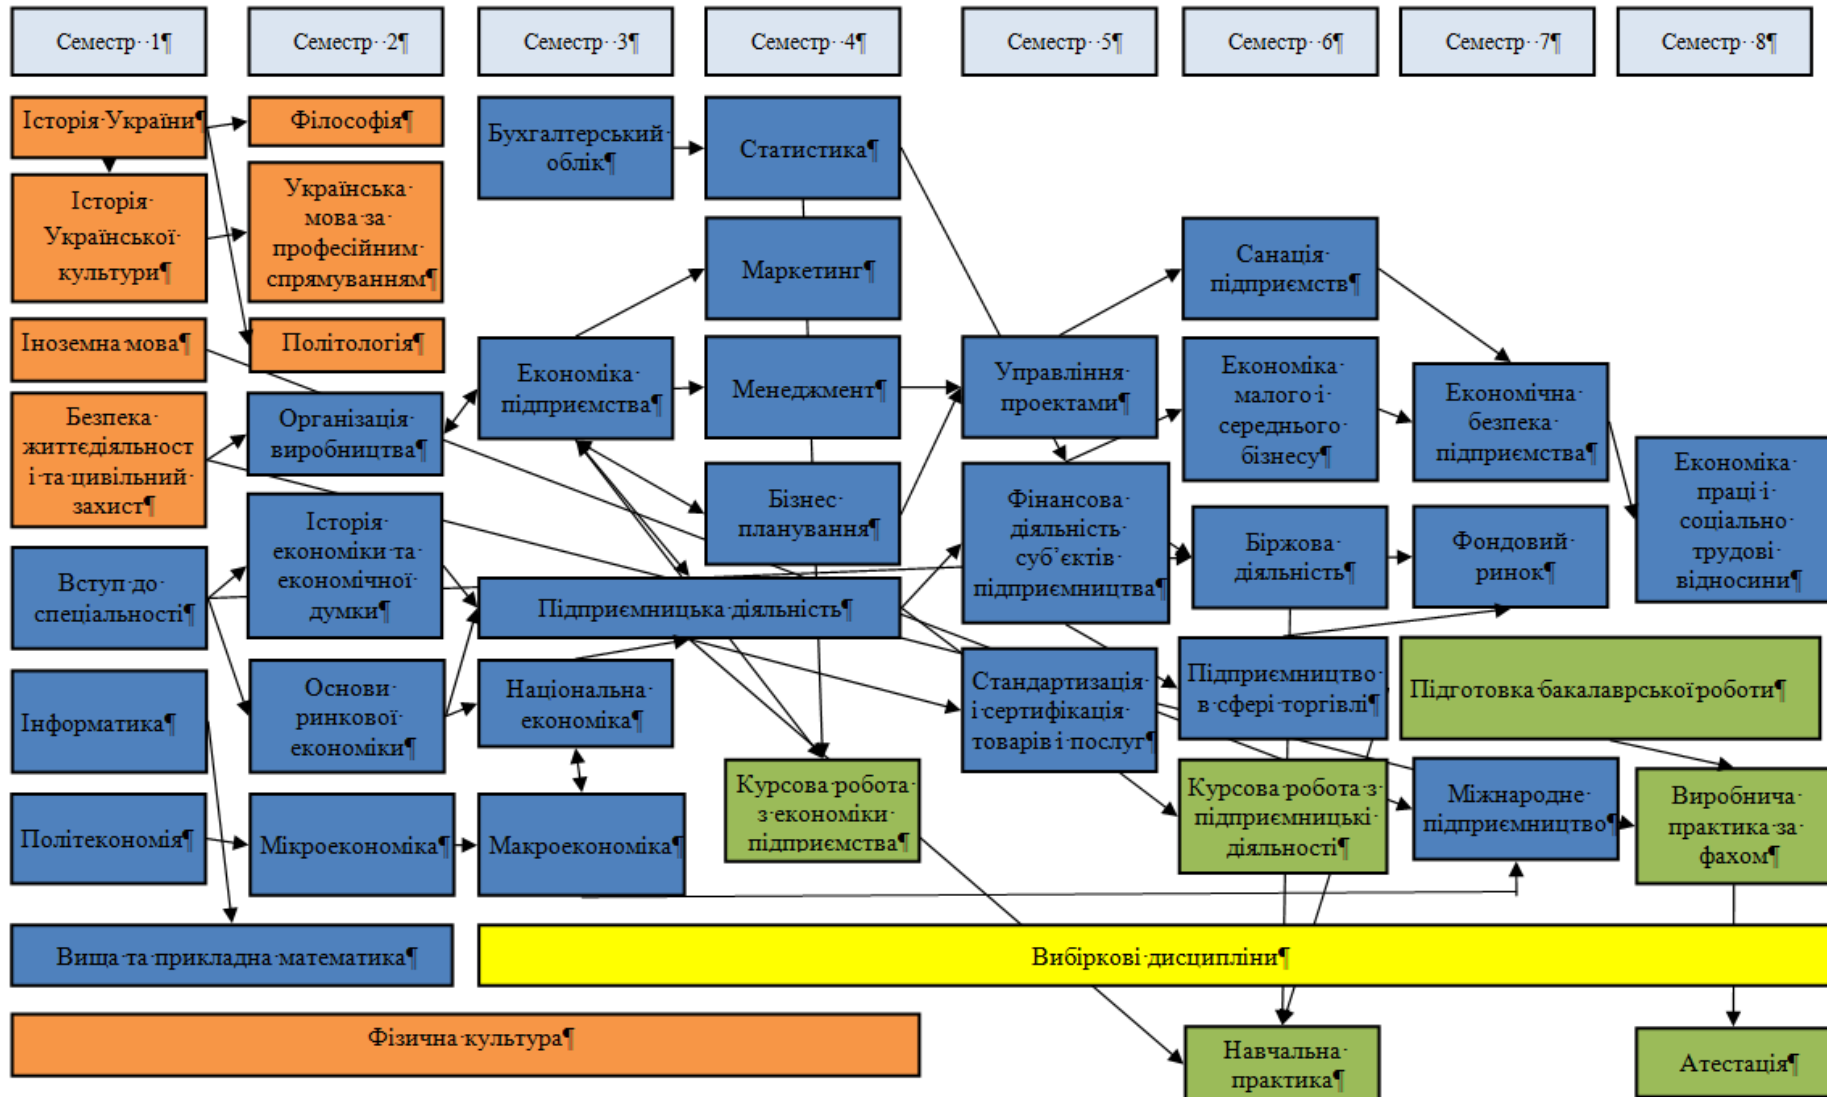 Семестр··1¶
Семестр··2¶
Семестр··3¶
Семестр··4¶
Семестр··5¶
Семестр··6¶
Семестр··7¶
Семестр··8¶
Історія·України¶
Історія·
Української·
культури¶
Іноземна·мова¶
Безпека·
життєдіяльност
і·та·цивільний·
захист¶
Вступ·до·
спеціальності¶
Інформатика¶
Політекономія¶
Філософія¶
Українська·
мова·за·
професійним·
спрямуванням¶
Політологія¶
Організація·
виробництва¶
Історія·
економіки·та·
економічної·
думки¶
Основи·
ринкової·
економіки¶
Мікроекономіка¶
Вища·та·прикладна·математика¶
Фізична·культура¶
Бухгалтерський·
облік¶
Економіка·
підприємства¶
Підприємницька·діяльність¶
Національна·
економіка¶
Макроекономіка¶
Статистика¶
Маркетинг¶
Менеджмент¶
Бізнес·
планування¶
Курсова·робота·
з·економіки·
підприємства¶
Управління·
проектами¶
Фінансова·
діяльність·
суб’єктів·
підприємництва¶
Стандартизація·
і·сертифікація·
товарів·і·послуг¶
Санація·
підприємств¶
Економіка·
малого·і·
середнього·
бізнесу¶
Біржова·
діяльність¶
Підприємництво·
в·сфері·торгівлі¶
Курсова·робота·з·
підприємницькі·
діяльності¶
Економічна·
безпека·
підприємства¶
Фондовий·
ринок¶
Підготовка·бакалаврської·роботи¶
Міжнародне·
підприємництво¶
Економіка·
праці·і·
соціально·
трудові·
відносини¶
Виробнича·
практика·за·
фахом¶
Вибіркові·дисципліни¶
Навчальна·
практика¶
Атестація¶